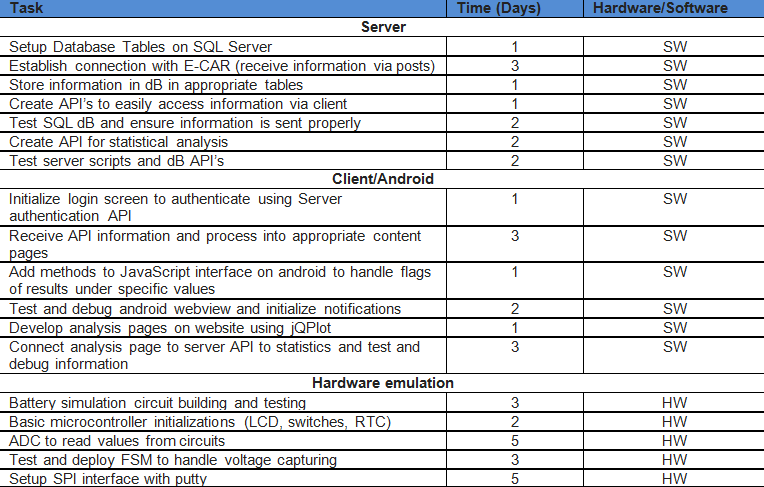 Task Time (Days) Hardware/Software
Server
Setup Database Tables on SQL Server 1 SW
Establish connection with E-CAR (receive information via posts) 3 SW
Store information in dB in appropriate tables 1 SW
Create API's to easily access information via client 1 SW
Test SQL dB and ensure information is sent properly 2 SW
Create API for statistical analysis 2 SW
Test server scripts and dB API's 2 SW
Client/Android
Initialize login screen to authenticate using Server 1 SW
authentication API
Receive API information and process into appropriate content 3 SW
pages
Add methods to JavaScript interface on android to handle flags 1 SW
of results under specific values
Test and debug android webview and initialize notifications 2 SW
Develop analysis pages on website using jQPlot 1 SW
Connect analysis page to server API to statistics and test and 3 SW
debug information
Hardware emulation
Battery simulation circuit building and testing 3 HW
Basic microcontroller initializations (LCD, switches, RTC) 2 HW
ADC to read values from circuits 5 HW
Test and deploy FSM to handle voltage capturing 3 HW
Setup SPI interface with putty 5 HW